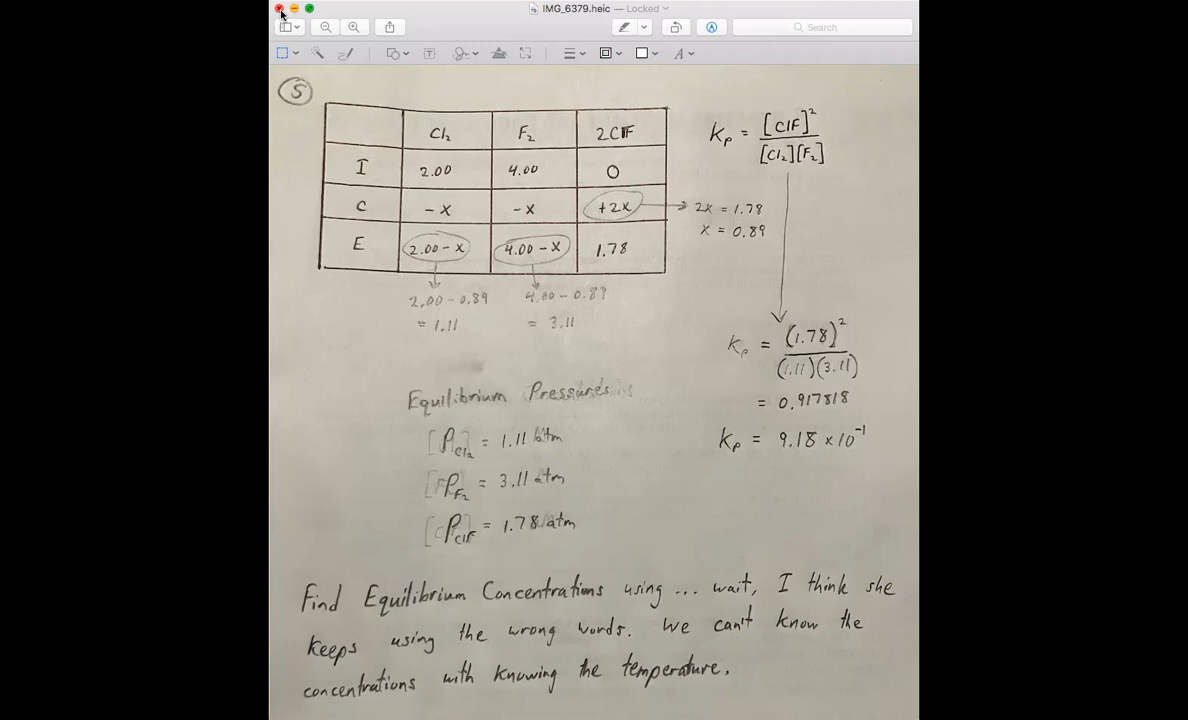 IMG_6379.heic — Locked
Search
5
Cl₂ F₂ 2ClF
I 2.00 4.00 0
C -x -x +2x
E 2.00 - x 4.00 - x 1.78
2x = 1.78
x = 0.89
2.00 - 0.89
= 1.11
4.00 - 0.89
= 3.11
Kp = [ClF]² / [Cl₂][F₂]
Kp = (1.78)² / (1.11)(3.11)
= 0.917818
Kp = 9.18 × 10⁻¹
Equilibrium Pressures
P Cl₂ = 1.11 atm
P F₂ = 3.11 atm
P ClF = 1.78 atm
Find Equilibrium Concentrations using ... wait, I think she
keeps using the wrong words. We can't know the
concentrations with knowing the temperature.